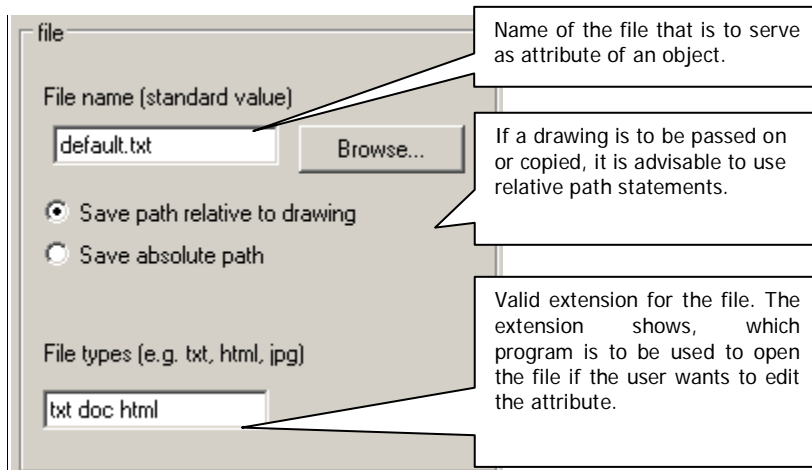 file
File name (standard value)
default.txt
Browse...
Save path relative to drawing
Save absolute path
File types (e.g. txt, html, jpg)
txt doc html
Name of the file that is to serve
as attribute of an object.
If a drawing is to be passed on
or copied, it is advisable to use
relative path statements.
Valid extension for the file. The
extension shows, which
program is to be used to open
the file if the user wants to edit
the attribute.